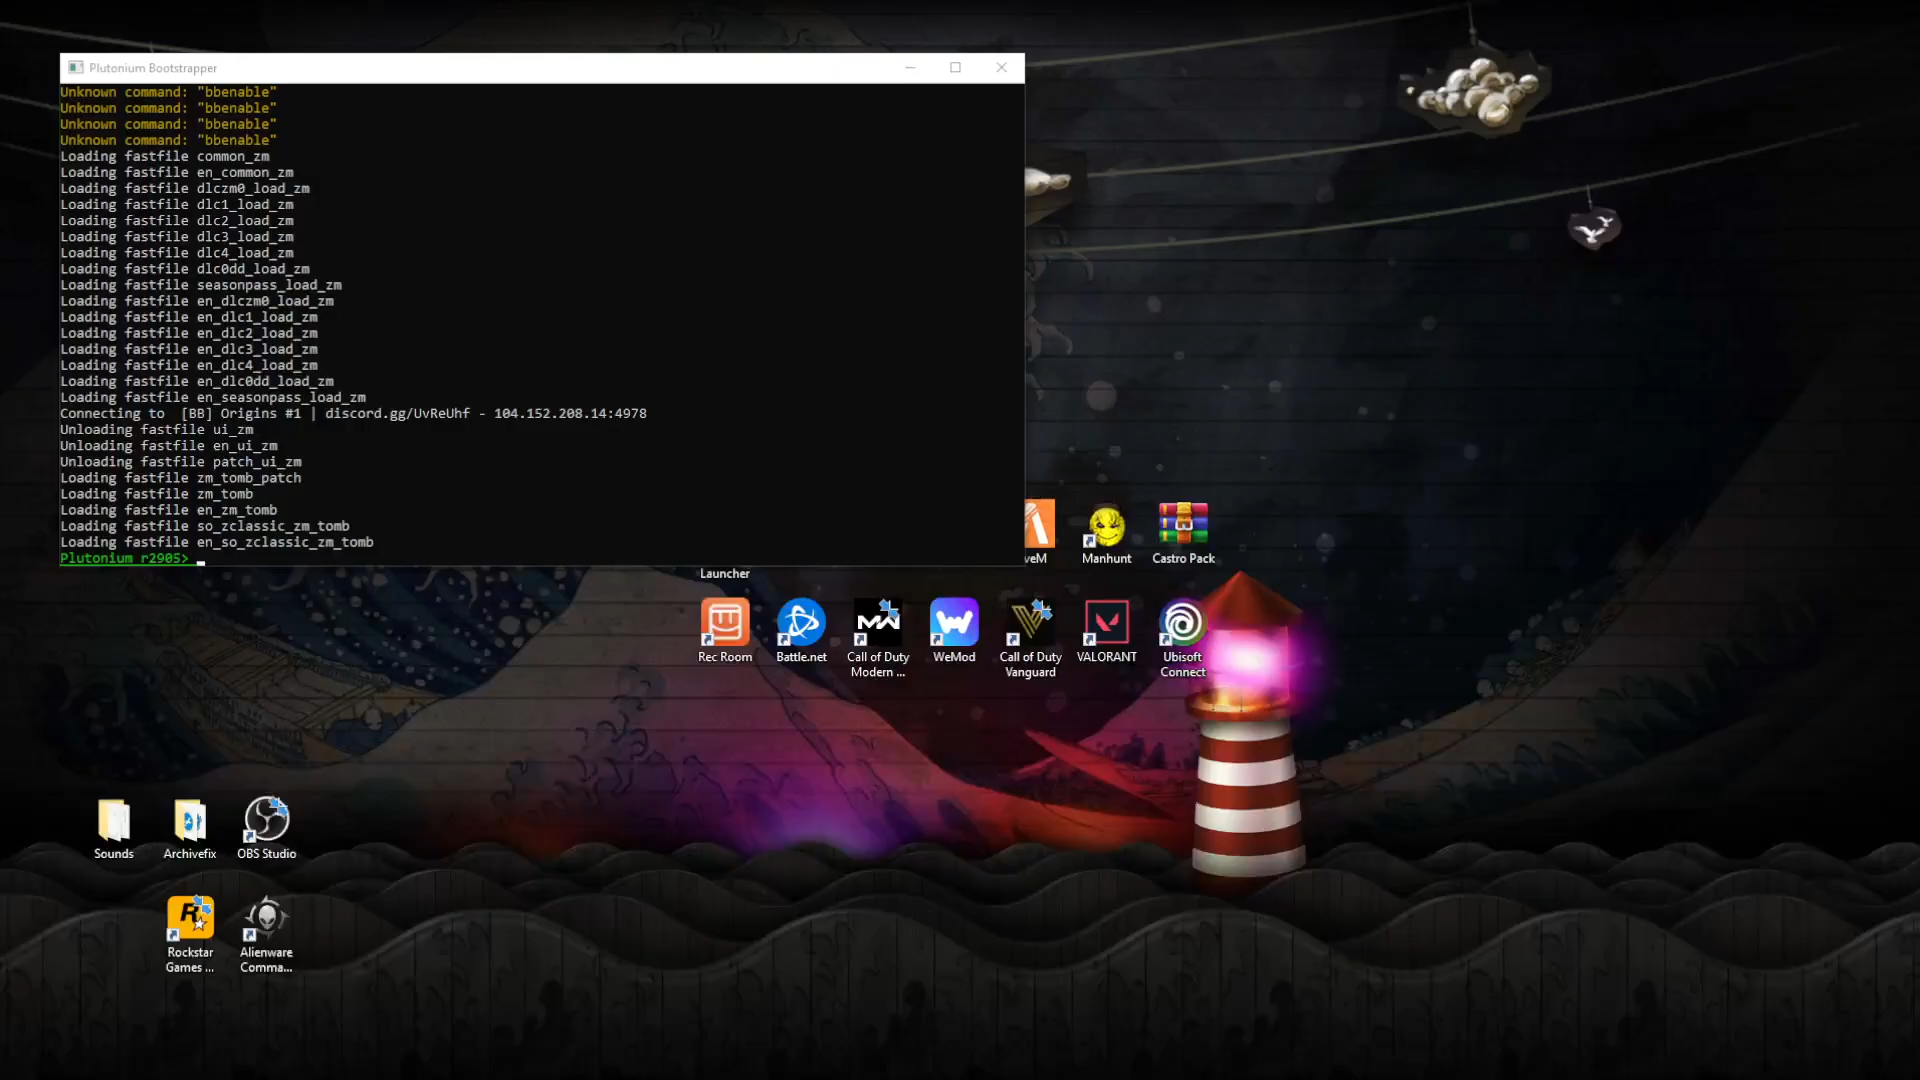 Plutonium Bootstrapper
Unknown command: "bbenable"
Unknown command: "bbenable"
Unknown command: "bbenable"
Unknown command: "bbenable"
Loading fastfile common_zm
Loading fastfile en_common_zm
Loading fastfile dlczm0_load_zm
Loading fastfile dlc1_load_zm
Loading fastfile dlc2_load_zm
Loading fastfile dlc3_load_zm
Loading fastfile dlc4_load_zm
Loading fastfile dlc0dd_load_zm
Loading fastfile seasonpass_load_zm
Loading fastfile en_dlczm0_load_zm
Loading fastfile en_dlc1_load_zm
Loading fastfile en_dlc2_load_zm
Loading fastfile en_dlc3_load_zm
Loading fastfile en_dlc4_load_zm
Loading fastfile en_dlc0dd_load_zm
Loading fastfile en_seasonpass_load_zm
Connecting to  [BB] Origins #1 | discord.gg/UvReUhf - 104.152.208.14:4978
Unloading fastfile ui_zm
Unloading fastfile en_ui_zm
Unloading fastfile patch_ui_zm
Loading fastfile zm_tomb_patch
Loading fastfile zm_tomb
Loading fastfile en_zm_tomb
Loading fastfile so_zclassic_zm_tomb
Loading fastfile en_so_zclassic_zm_tomb
Plutonium r2905>
veM
Manhunt
Castro Pack
Launcher
Rec Room
Battle.net
Call of Duty
Modern ...
WeMod
Call of Duty
Vanguard
VALORANT
Ubisoft
Connect
Sounds
Archivefix
OBS Studio
Rockstar
Games ...
Alienware
Comma...